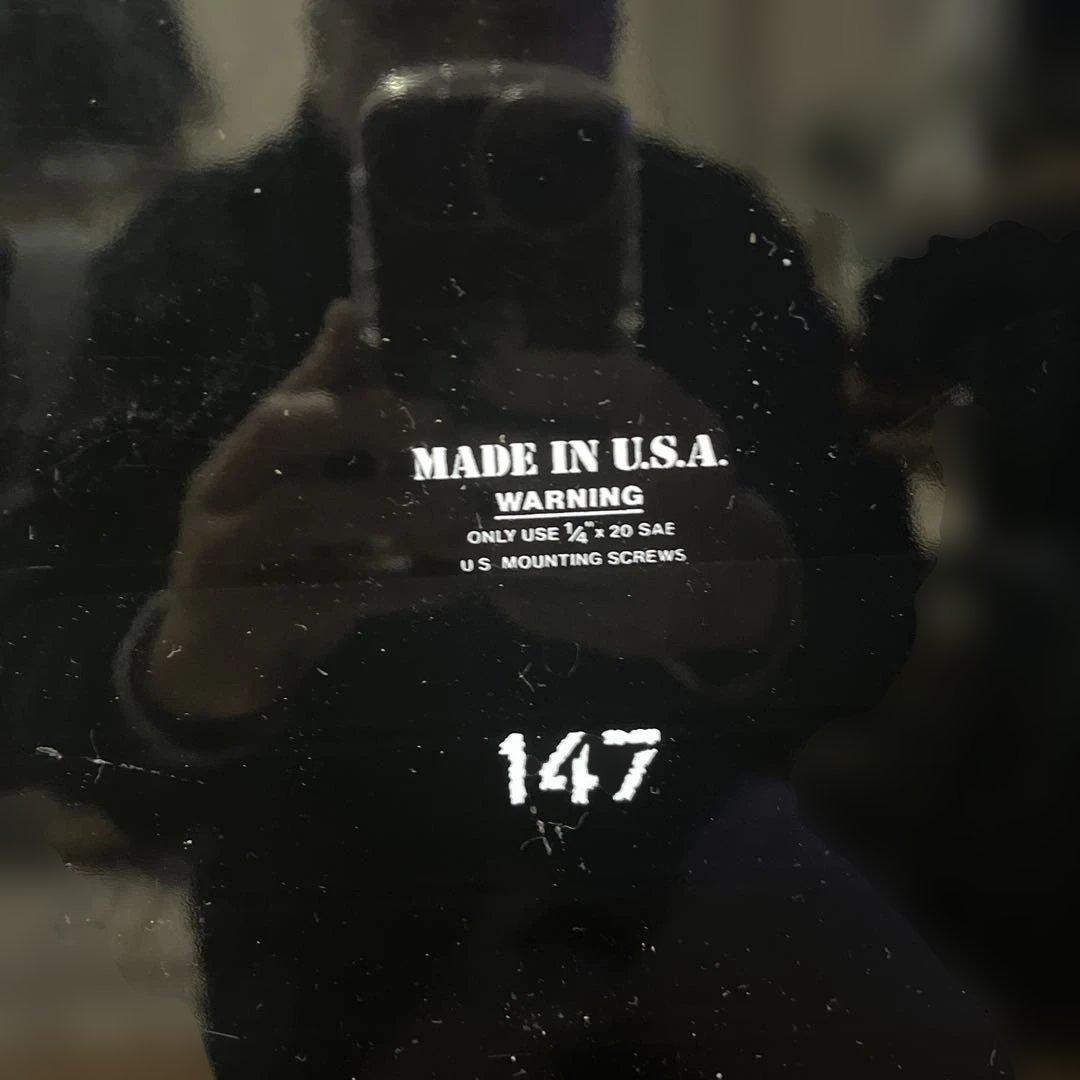 MADE IN U.S.A.
WARNING
ONLY USE ¼" x 20 SAE
U S MOUNTING SCREWS
147